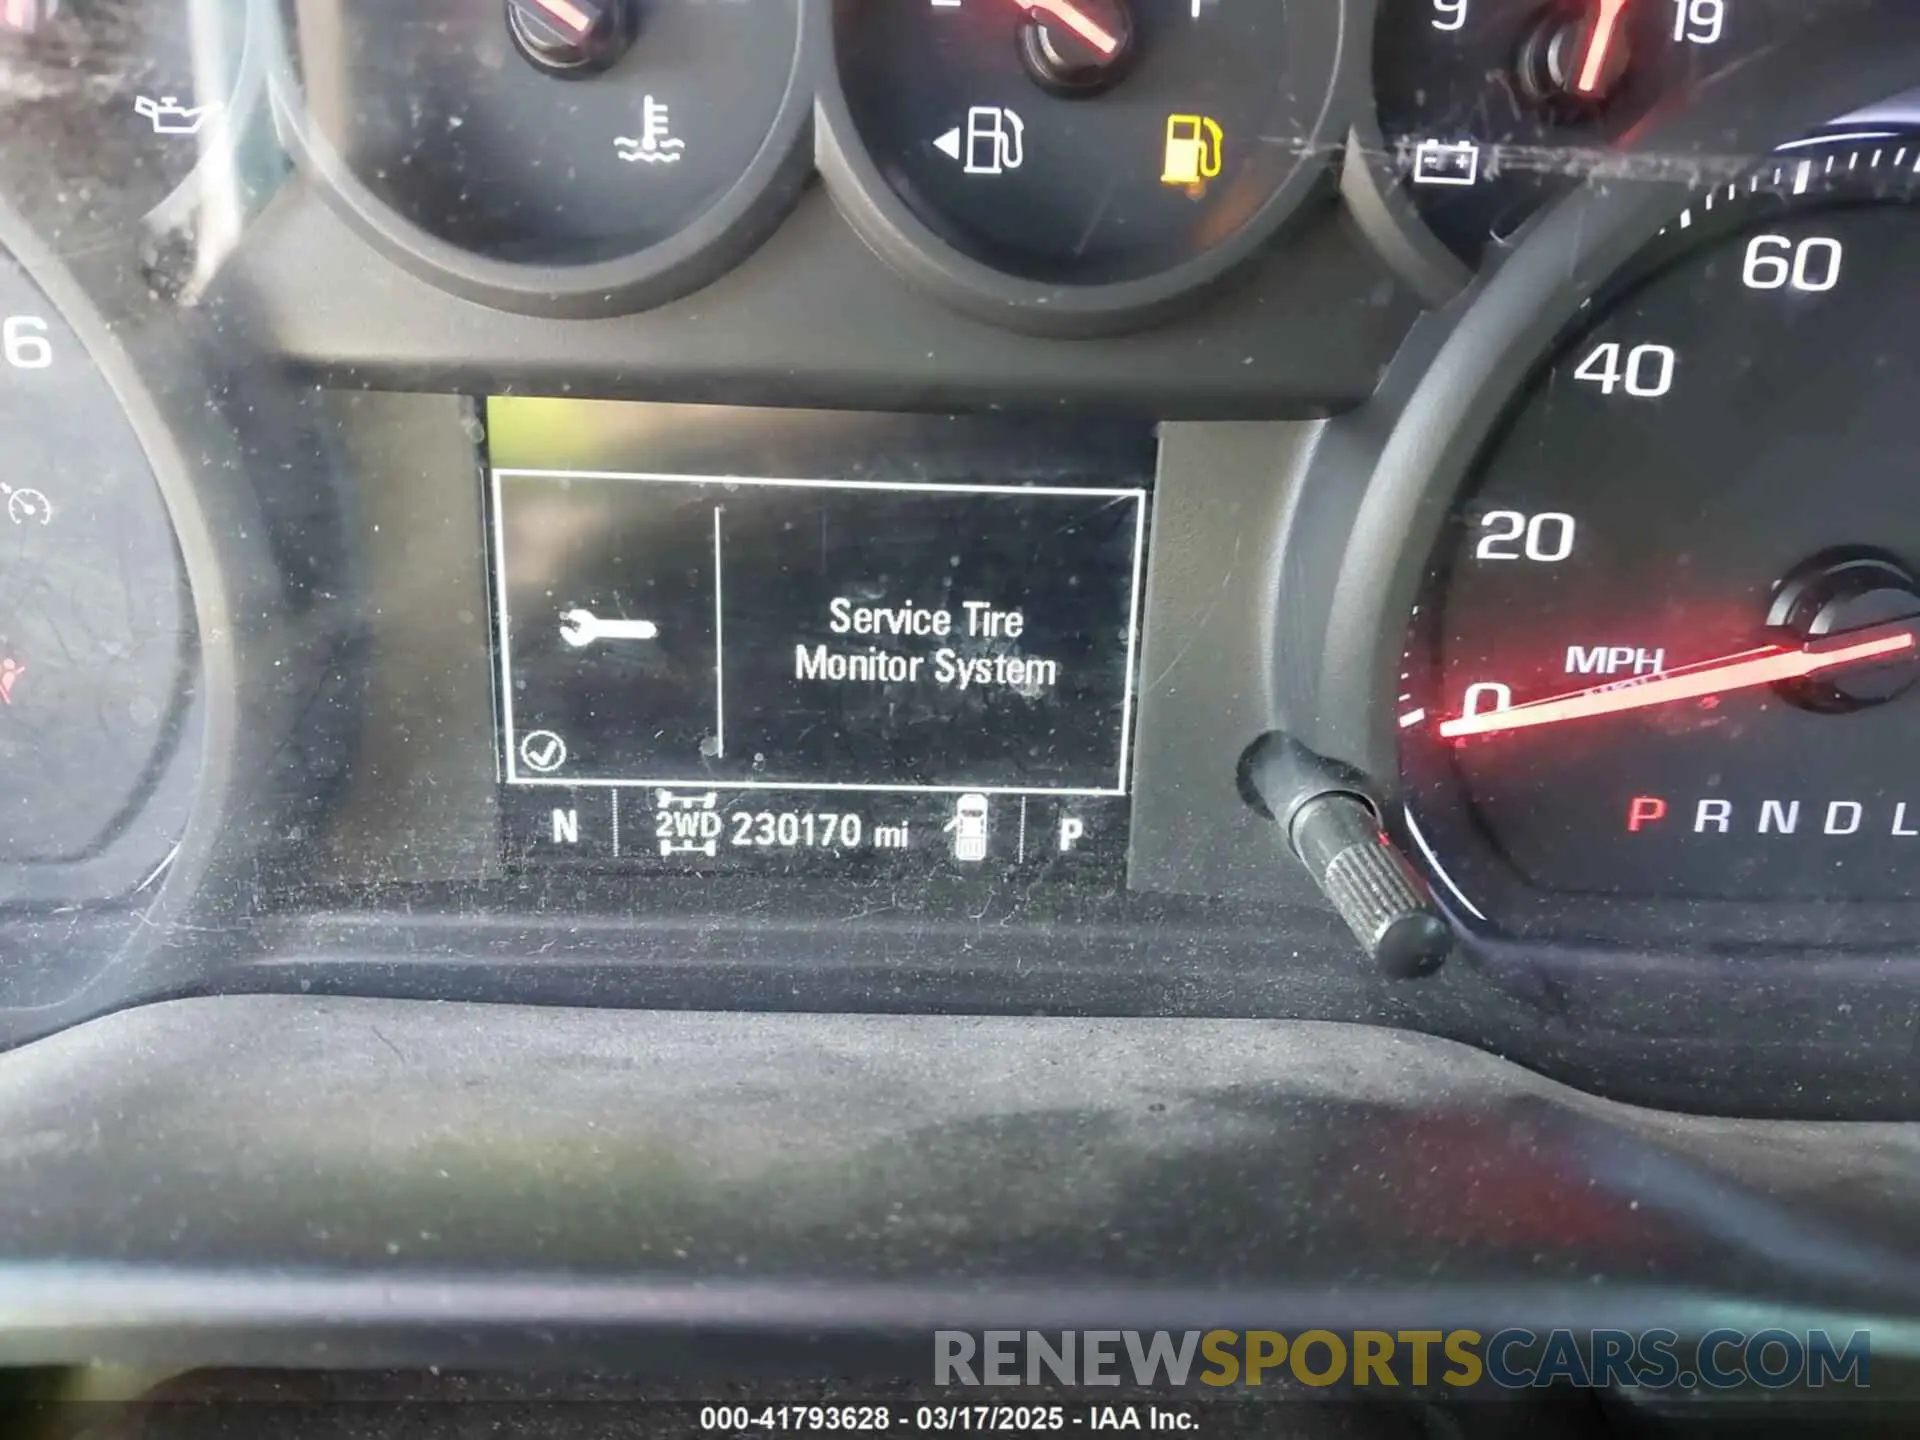 9 19
60
6
40
20
Service Tire
Monitor System
MPH
0
P R N D L
N 2WD 230170 mi P
RENEWSPORTSCARS.COM
000-41793628 - 03/17/2025 - IAA Inc.